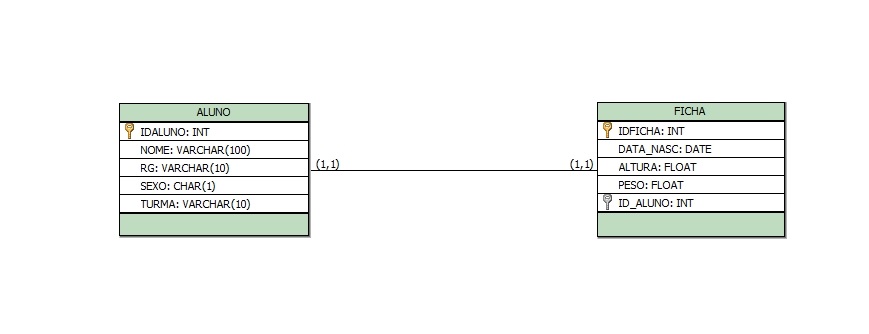 ALUNO
IDALUNO: INT
NOME: VARCHAR(100)
RG: VARCHAR(10)
SEXO: CHAR(1)
TURMA: VARCHAR(10)
(1,1)
(1,1)
FICHA
IDFICHA: INT
DATA_NASC: DATE
ALTURA: FLOAT
PESO: FLOAT
ID_ALUNO: INT